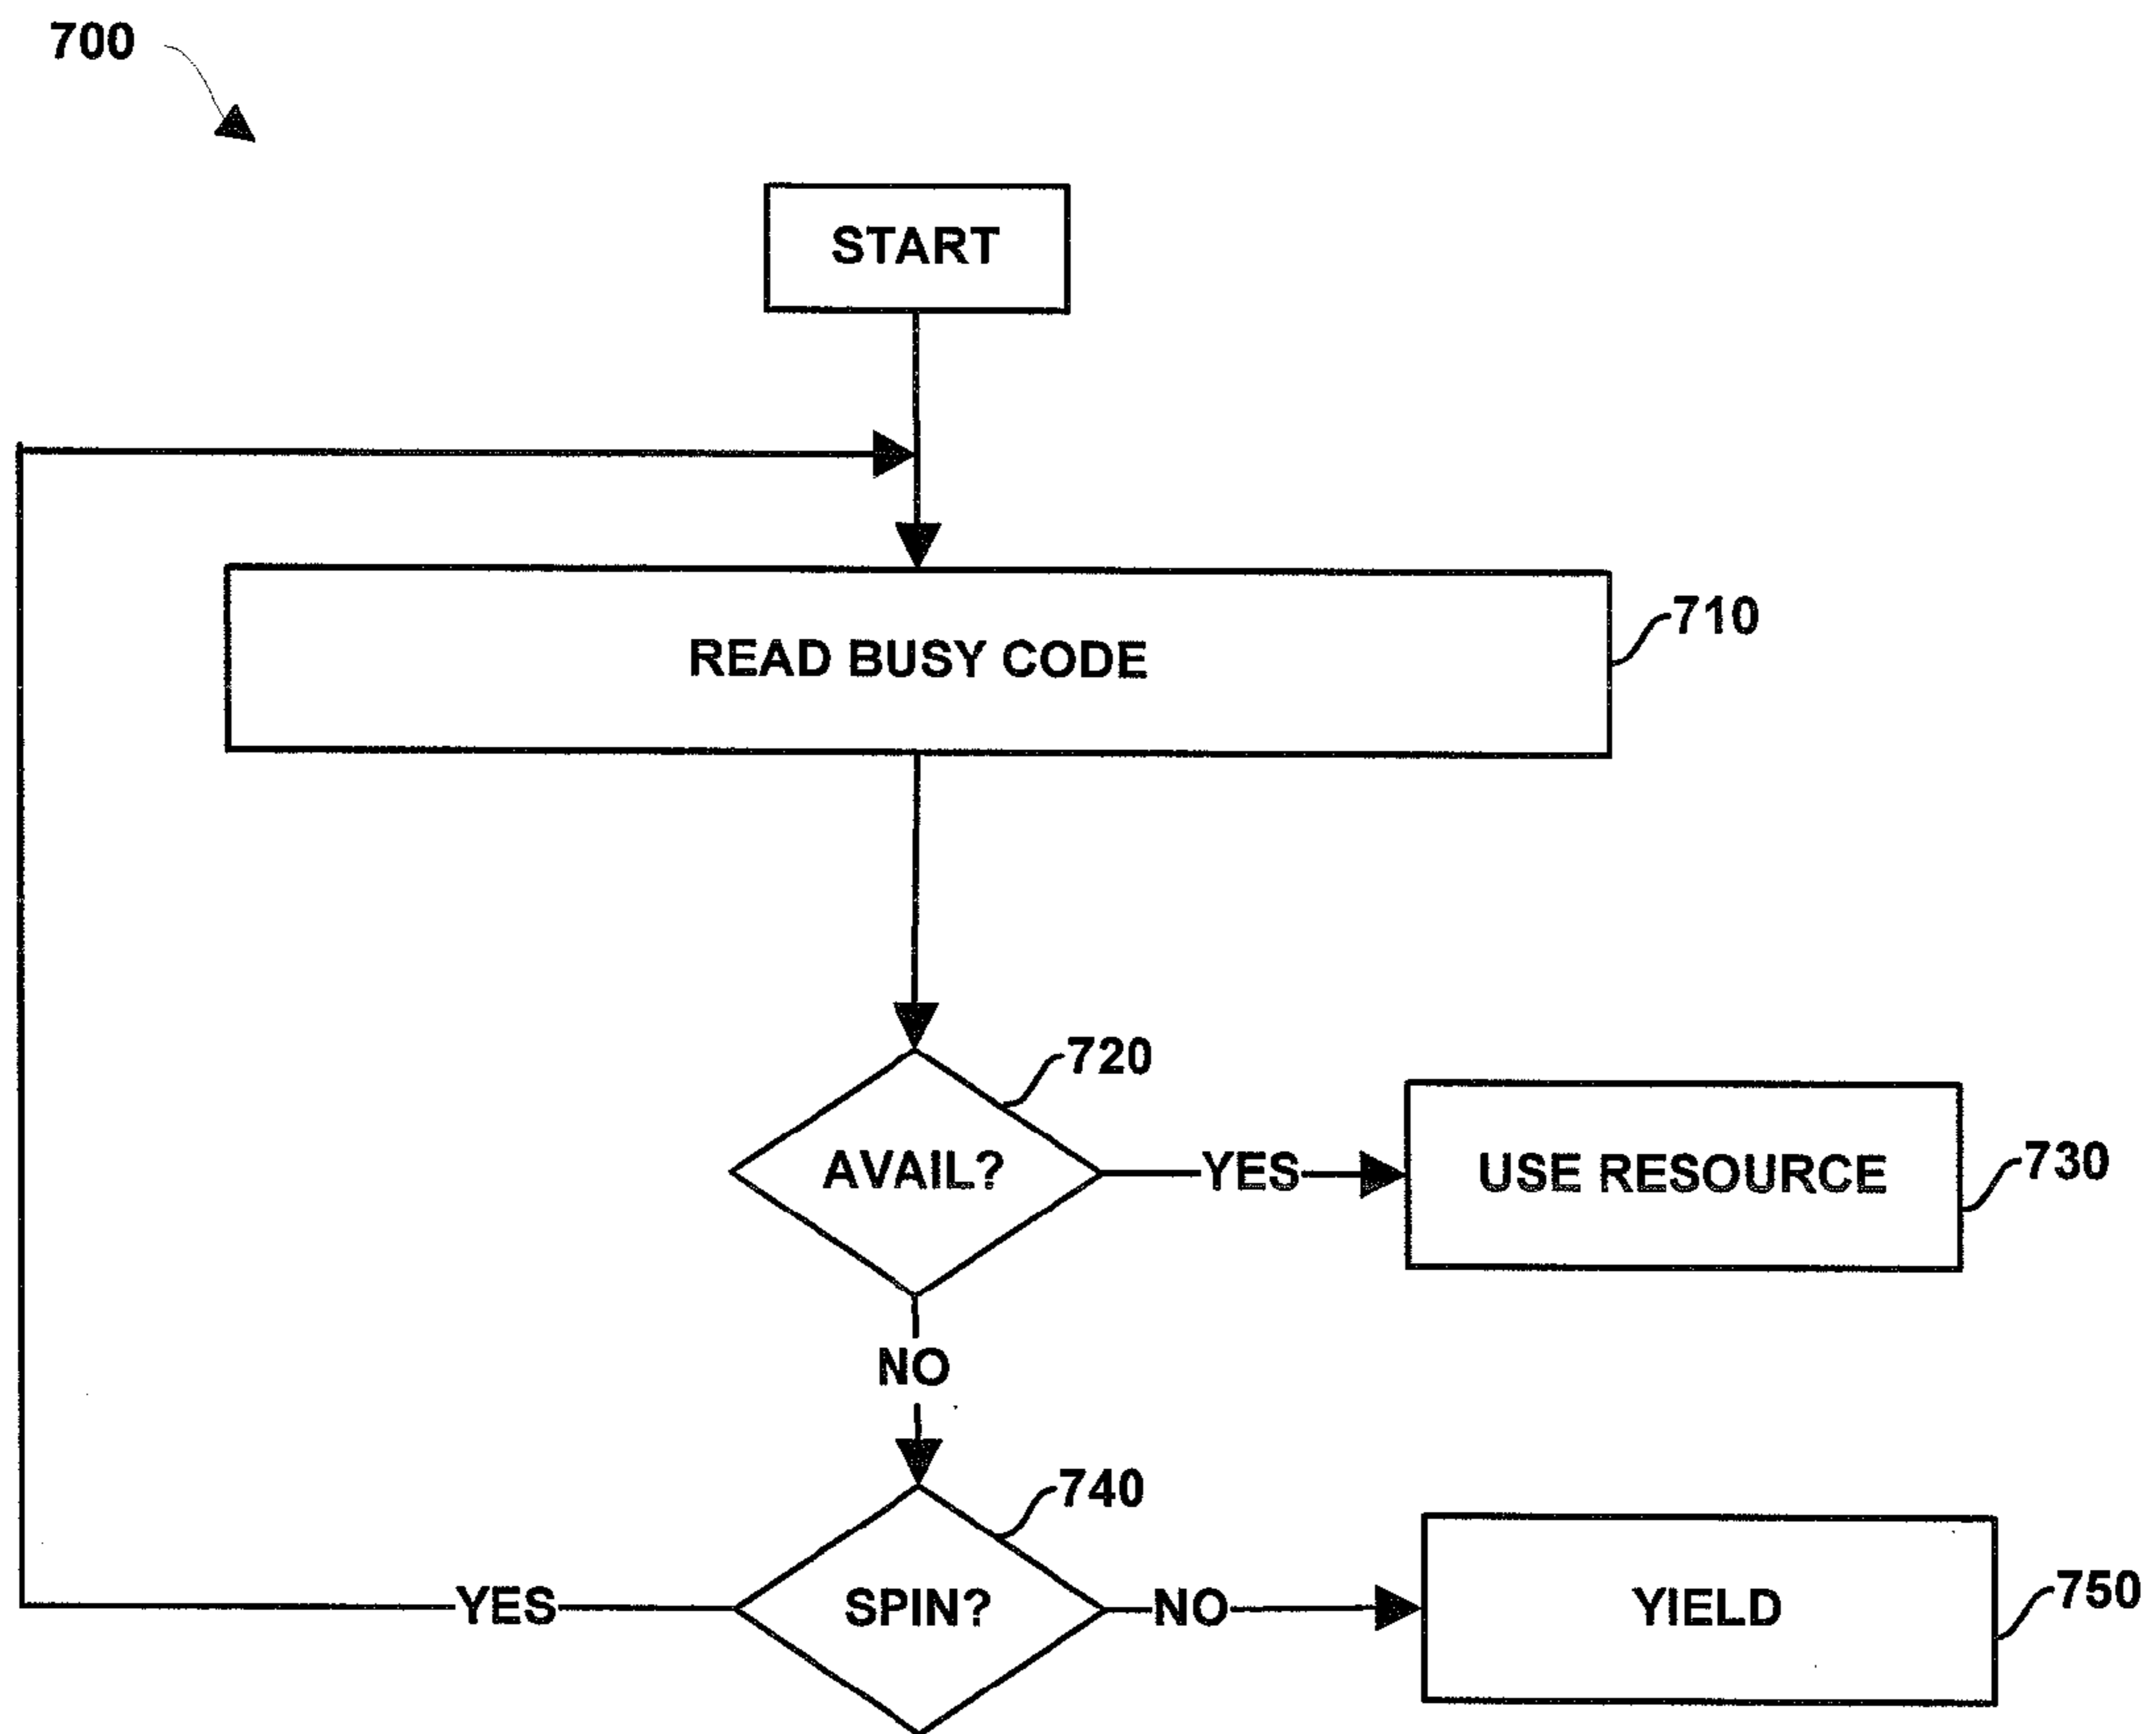 700
START
READ BUSY CODE
710
720
AVAIL?
YES
USE RESOURCE
730
NO
740
SPIN?
YES
NO
YIELD
750